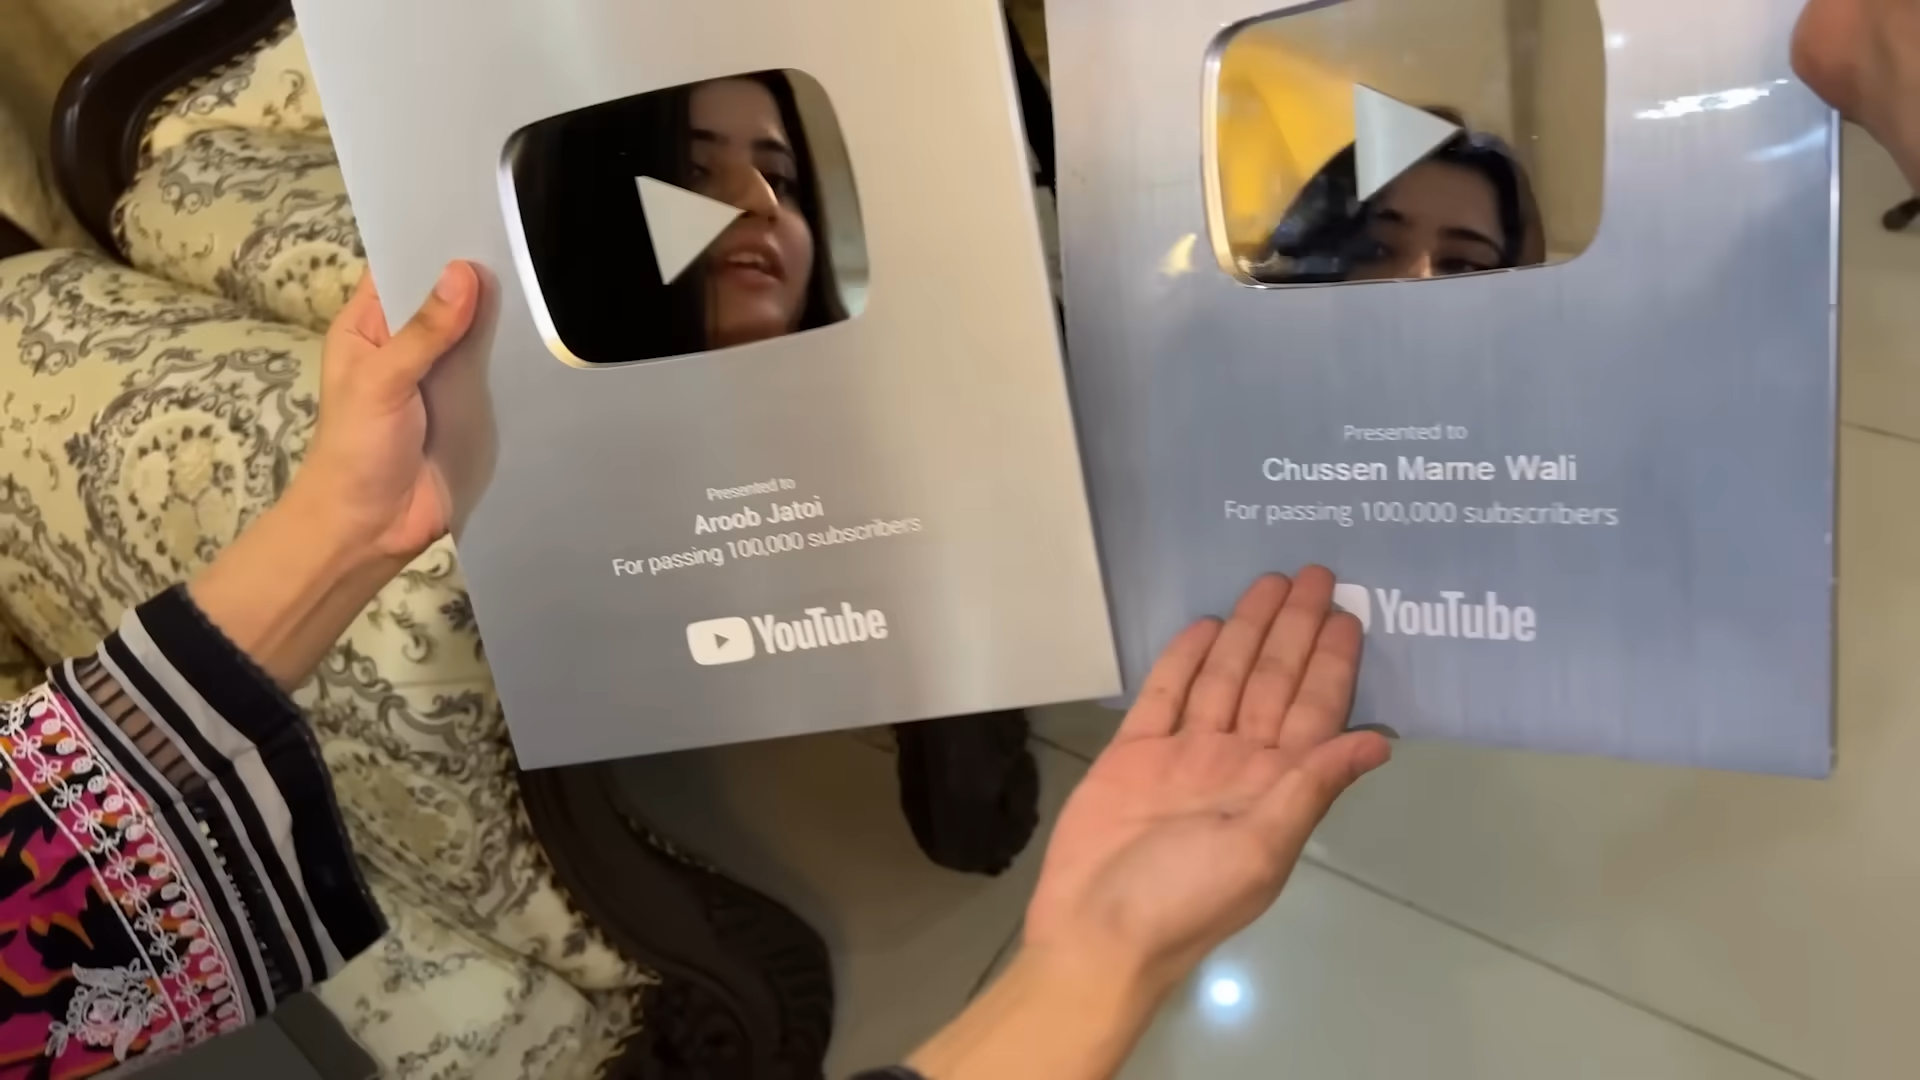 Presented to
Aroob Jatoi
For passing 100,000 subscribers
YouTube
Presented to
Chussen Marne Wali
For passing 100,000 subscribers
YouTube